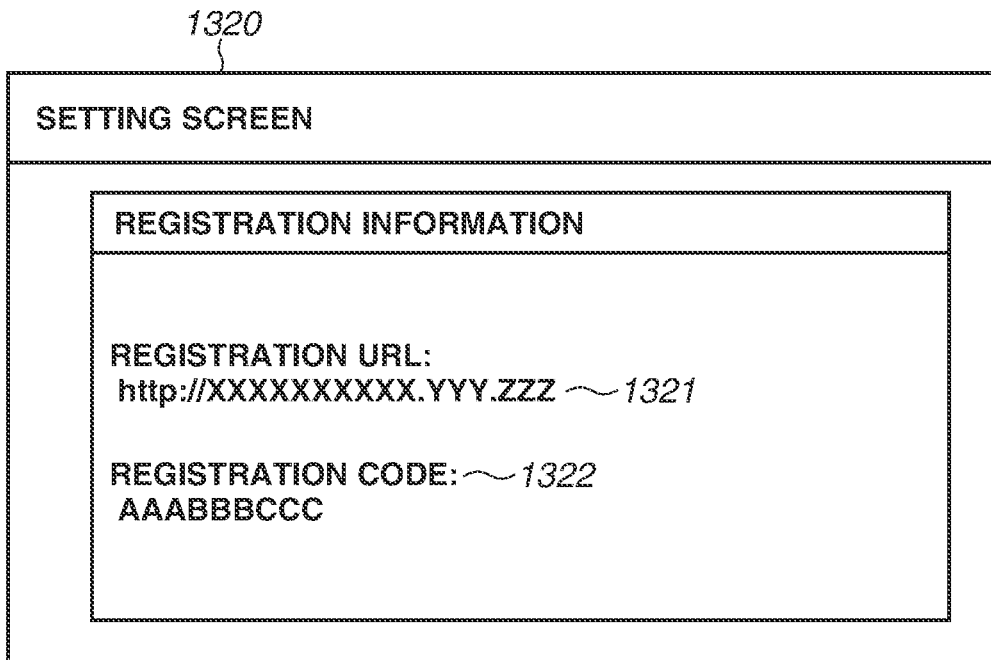 1320
SETTING SCREEN
REGISTRATION INFORMATION
REGISTRATION URL:
http://XXXXXXXXXX.YYY.ZZZ 1321
REGISTRATION CODE: 1322
AAABBBCCC